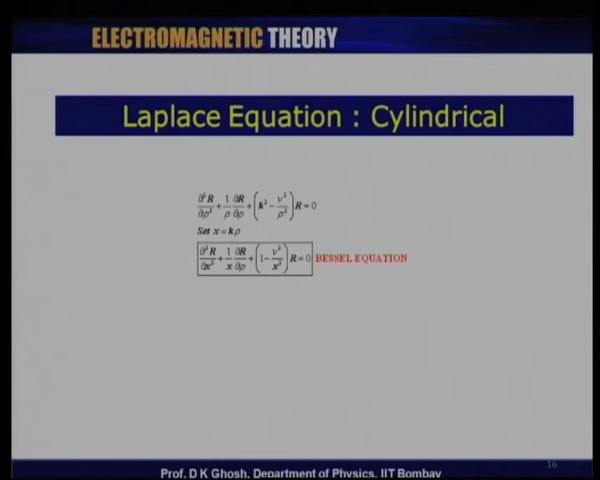 ELECTROMAGNETIC THEORY
Laplace Equation : Cylindrical
∂²R/∂ρ² + 1/ρ ∂R/∂ρ + (k² − ν²/ρ²) R = 0
Set x = kρ
∂²R/∂x² + 1/x ∂R/∂ρ + (1 − ν²/x²) R = 0 BESSEL EQUATION
16
Prof. D K Ghosh, Department of Physics, IIT Bombay